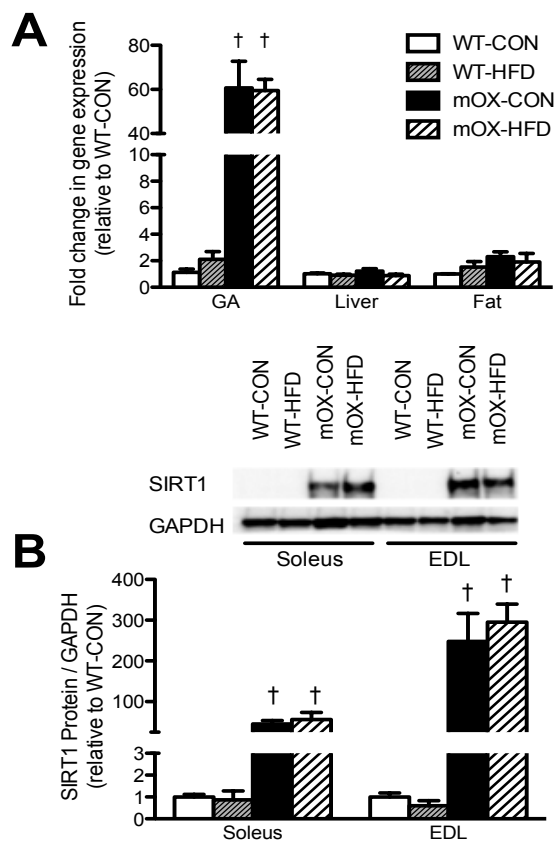 A
Fold change in gene expression
(relative to WT-CON)
80
60
40
10
8
6
4
2
0
† †
WT-CON
WT-HFD
mOX-CON
mOX-HFD
GA Liver Fat
WT-CON
WT-HFD
mOX-CON
mOX-HFD
WT-CON
WT-HFD
mOX-CON
mOX-HFD
SIRT1
GAPDH
Soleus EDL
B
SIRT1 Protein / GAPDH
(relative to WT-CON)
400
300
200
100
3
2
1
0
† †
† †
Soleus EDL